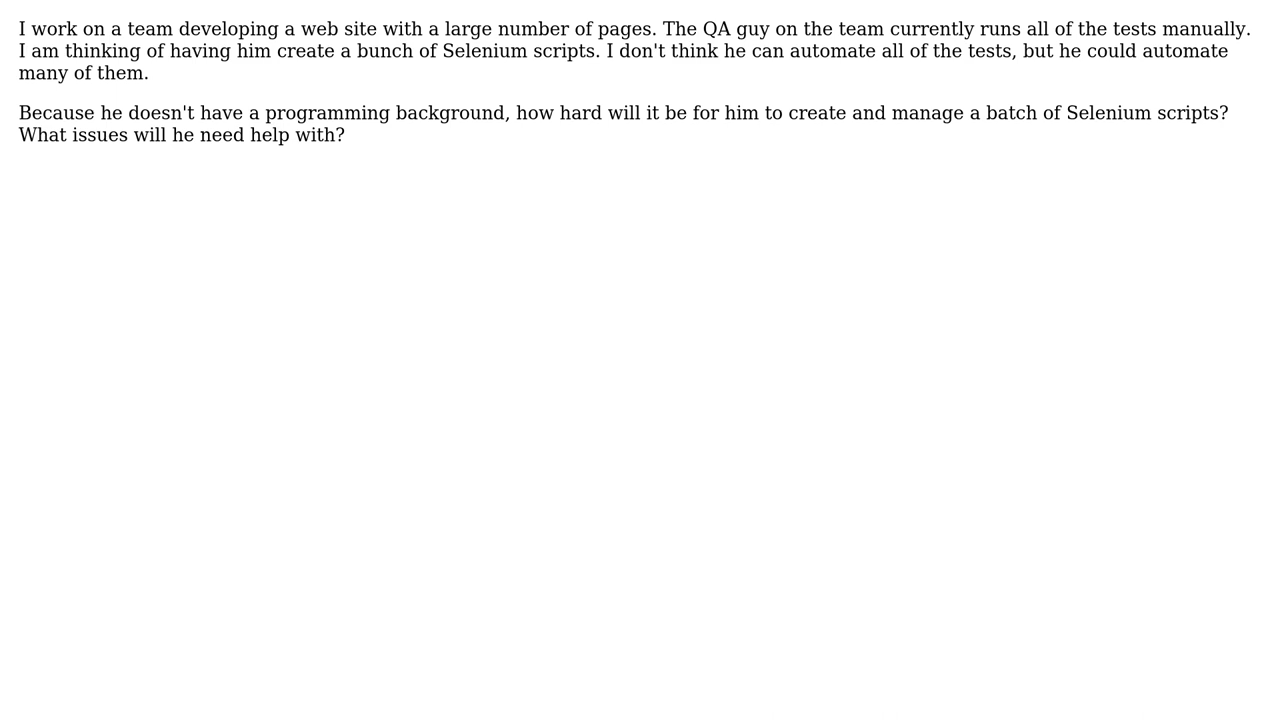 I work on a team developing a web site with a large number of pages. The QA guy on the team currently runs all of the tests manually.
I am thinking of having him create a bunch of Selenium scripts. I don't think he can automate all of the tests, but he could automate
many of them.
Because he doesn't have a programming background, how hard will it be for him to create and manage a batch of Selenium scripts?
What issues will he need help with?